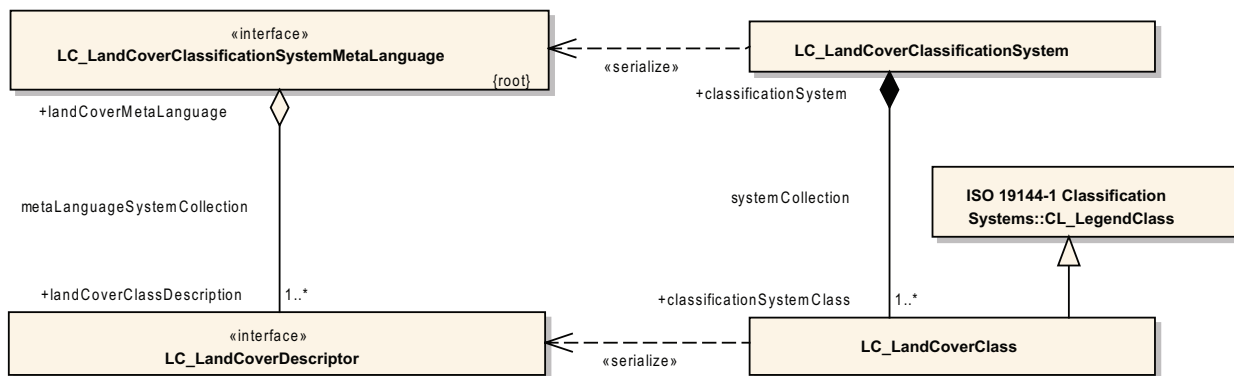 «interface»
LC_LandCoverClassificationSystemMetaLanguage
{root}
LC_LandCoverClassificationSystem
«serialize»
+landCoverMetaLanguage
+classificationSystem
metaLanguageSystemCollection
systemCollection
ISO 19144-1 Classification
Systems::CL_LegendClass
+landCoverClassDescription
1..*
+classificationSystemClass
1..*
«interface»
LC_LandCoverDescriptor
«serialize»
LC_LandCoverClass